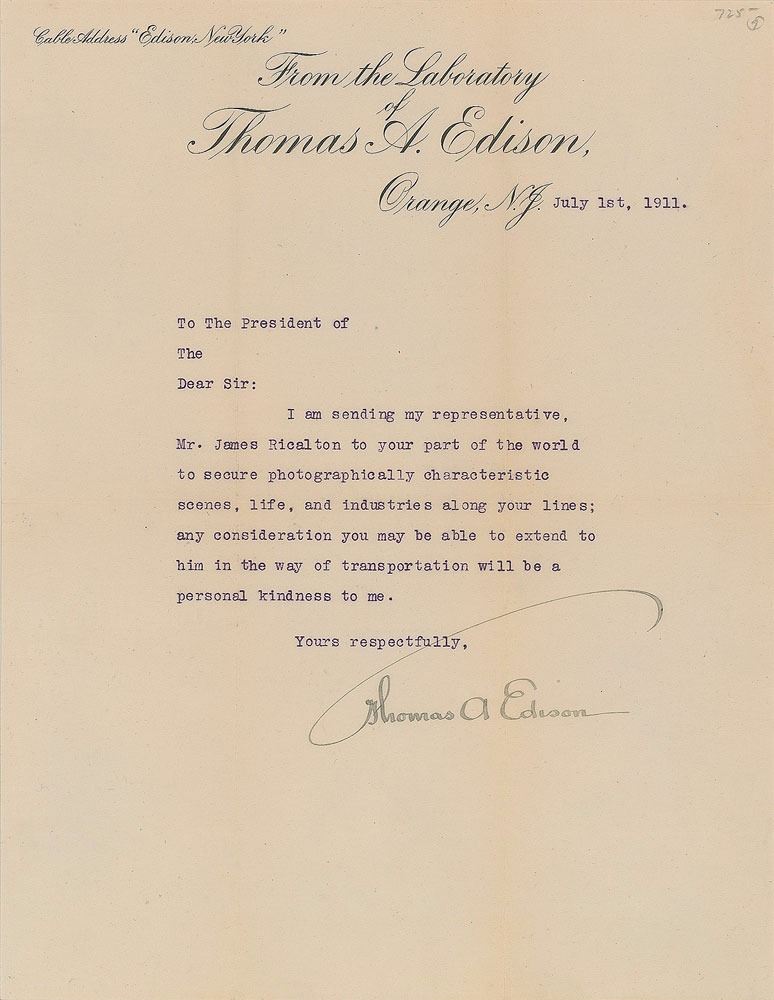 725-
Cable Address "Edison, New York"
From the Laboratory
of
Thomas A. Edison,
Orange, N.J. July 1st, 1911.
To The President of
The
Dear Sir:
I am sending my representative,
Mr. James Ricalton to your part of the world
to secure photographically characteristic
scenes, life, and industries along your lines;
any consideration you may be able to extend to
him in the way of transportation will be a
personal kindness to me.
Yours respectfully,
Thomas A Edison